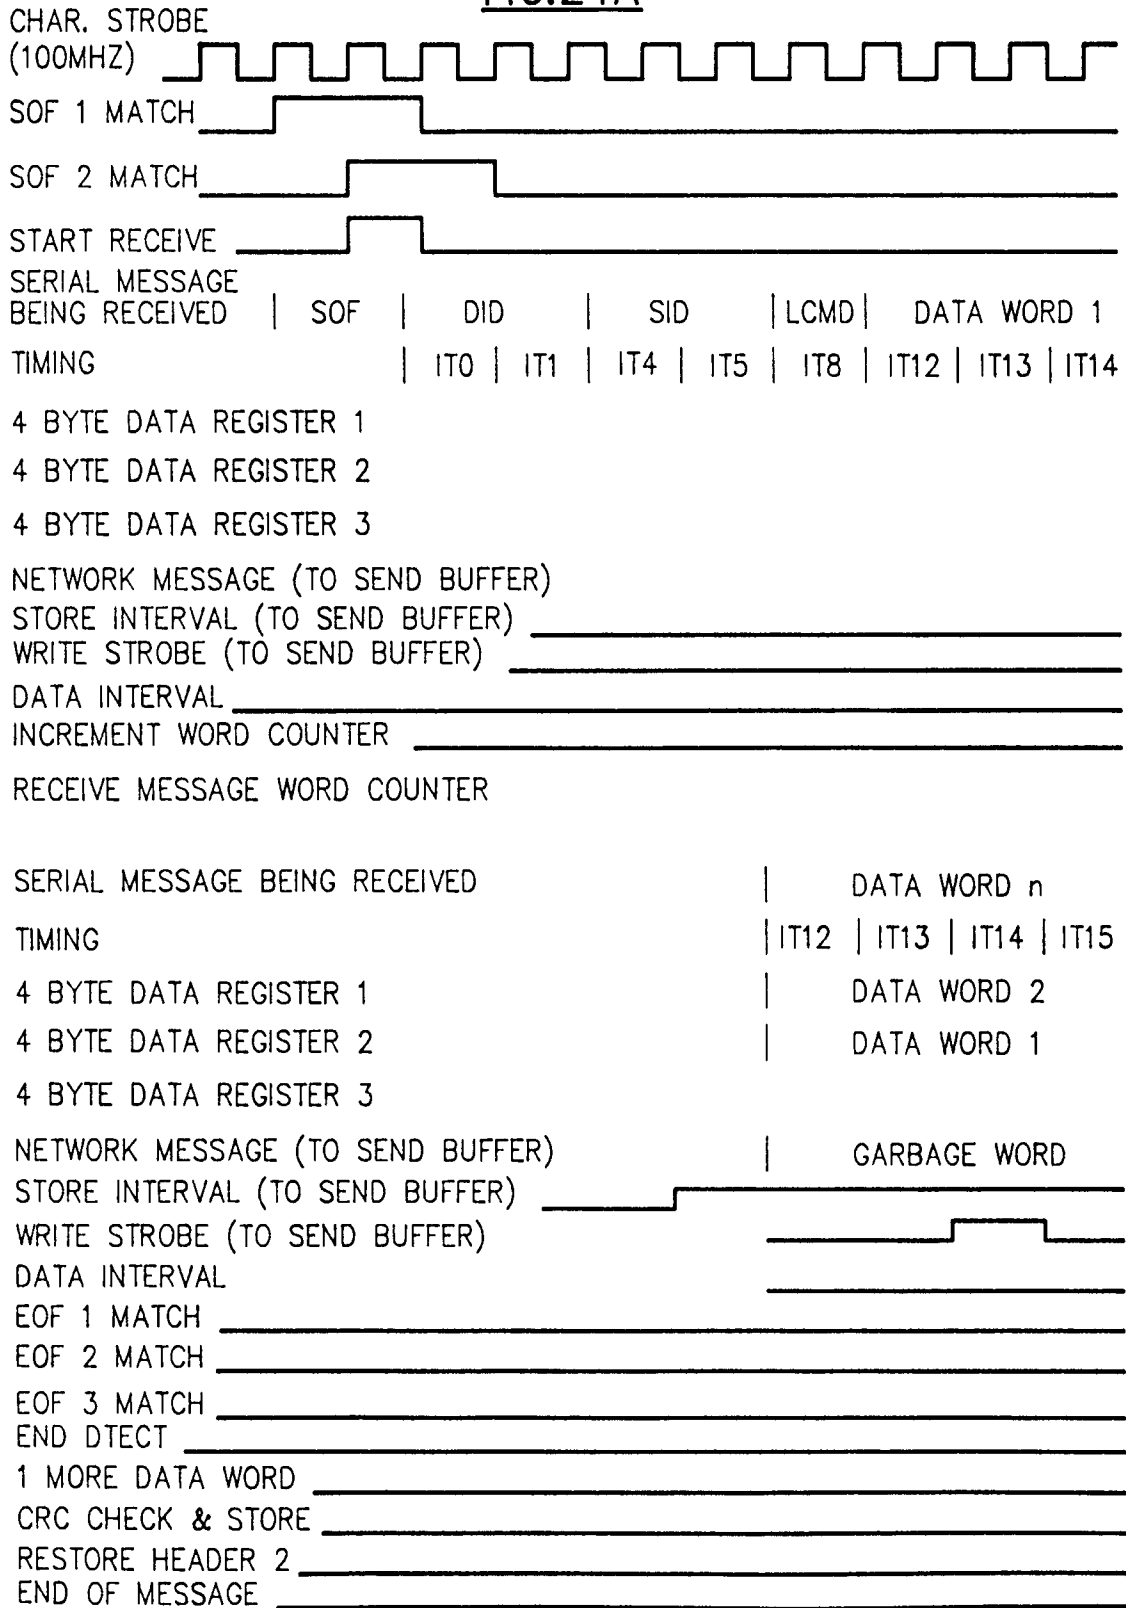 FIG.21A
CHAR. STROBE
(100MHZ)
SOF 1 MATCH
SOF 2 MATCH
START RECEIVE
SERIAL MESSAGE
BEING RECEIVED | SOF | DID | SID | LCMD | DATA WORD 1
TIMING | IT0 | IT1 | IT4 | IT5 | IT8 | IT12 | IT13 | IT14
4 BYTE DATA REGISTER 1
4 BYTE DATA REGISTER 2
4 BYTE DATA REGISTER 3
NETWORK MESSAGE (TO SEND BUFFER)
STORE INTERVAL (TO SEND BUFFER)
WRITE STROBE (TO SEND BUFFER)
DATA INTERVAL
INCREMENT WORD COUNTER
RECEIVE MESSAGE WORD COUNTER
SERIAL MESSAGE BEING RECEIVED | DATA WORD n
TIMING | IT12 | IT13 | IT14 | IT15
4 BYTE DATA REGISTER 1 | DATA WORD 2
4 BYTE DATA REGISTER 2 | DATA WORD 1
4 BYTE DATA REGISTER 3
NETWORK MESSAGE (TO SEND BUFFER) | GARBAGE WORD
STORE INTERVAL (TO SEND BUFFER)
WRITE STROBE (TO SEND BUFFER)
DATA INTERVAL
EOF 1 MATCH
EOF 2 MATCH
EOF 3 MATCH
END DTECT
1 MORE DATA WORD
CRC CHECK & STORE
RESTORE HEADER 2
END OF MESSAGE